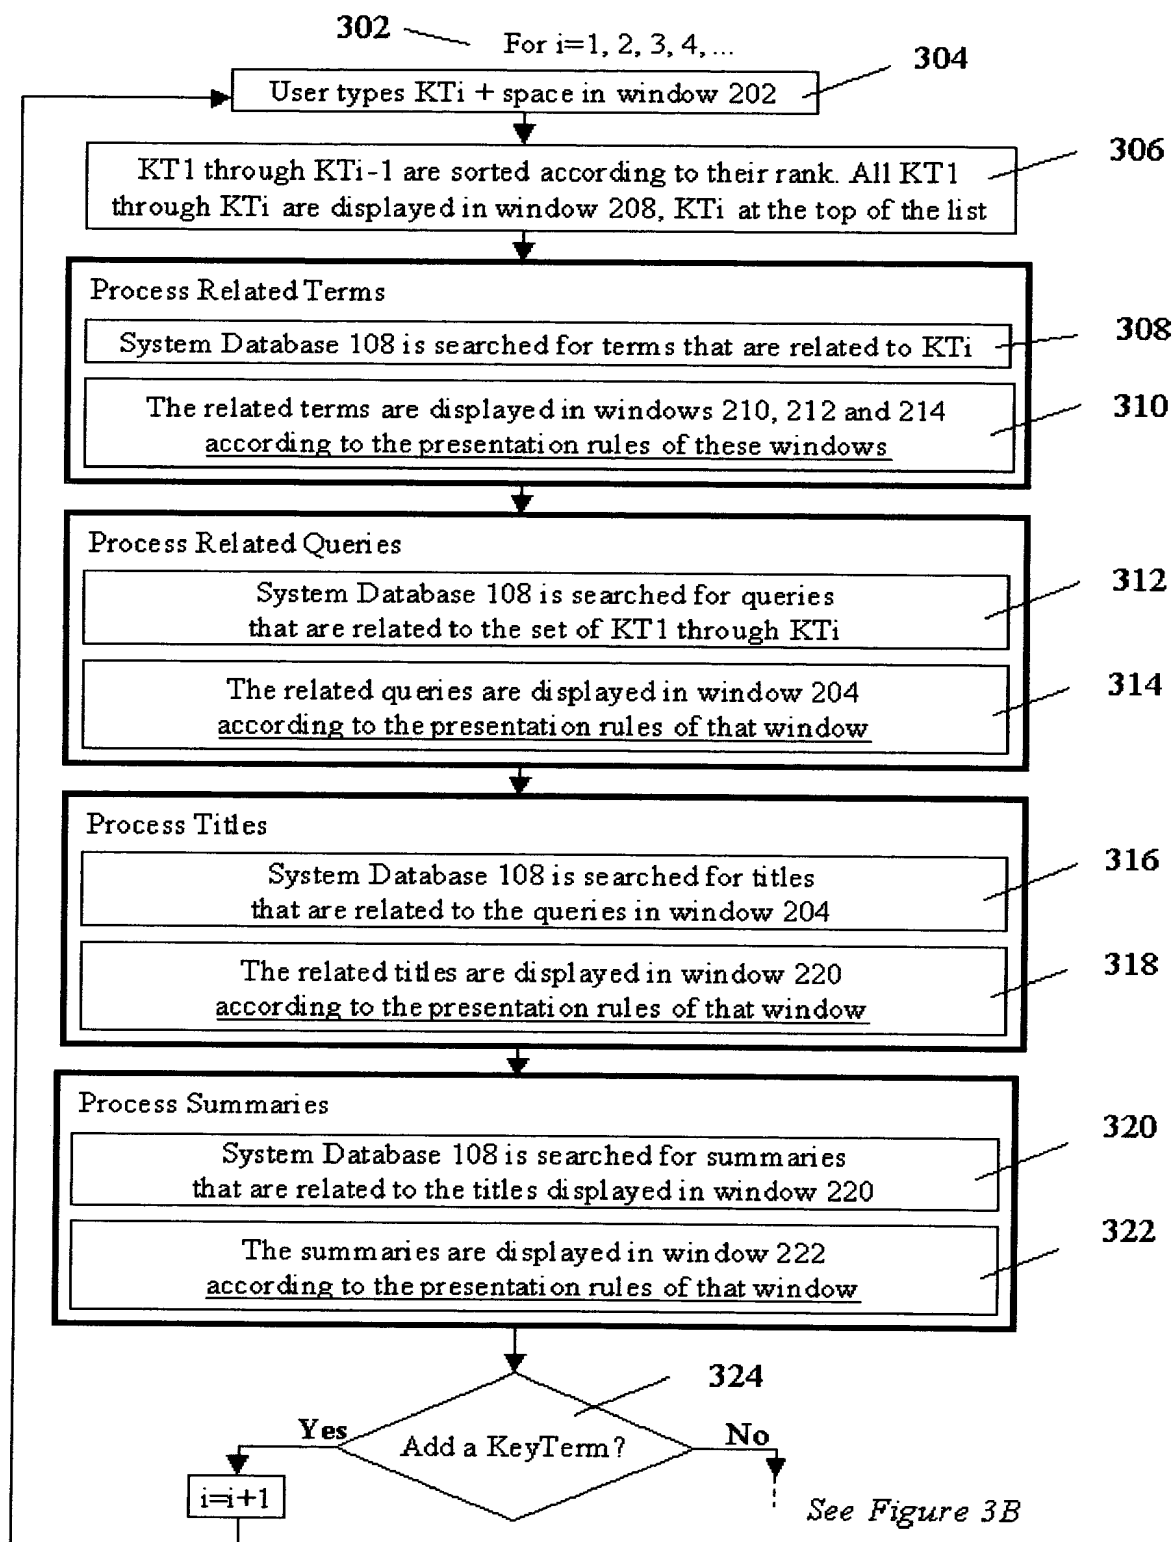 302
For i=1, 2, 3, 4, ...
304
User types KTi + space in window 202
306
KT1 through KTi-1 are sorted according to their rank. All KT1
through KTi are displayed in window 208, KTi at the top of the list
Process Related Terms
308
System Database 108 is searched for terms that are related to KTi
310
The related terms are displayed in windows 210, 212 and 214
according to the presentation rules of these windows
Process Related Queries
312
System Database 108 is searched for queries
that are related to the set of KT1 through KTi
314
The related queries are displayed in window 204
according to the presentation rules of that window
Process Titles
316
System Database 108 is searched for titles
that are related to the queries in window 204
318
The related titles are displayed in window 220
according to the presentation rules of that window
Process Summaries
320
System Database 108 is searched for summaries
that are related to the titles displayed in window 220
322
The summaries are displayed in window 222
according to the presentation rules of that window
324
Yes
Add a KeyTerm?
No
i=i+1
See Figure 3B